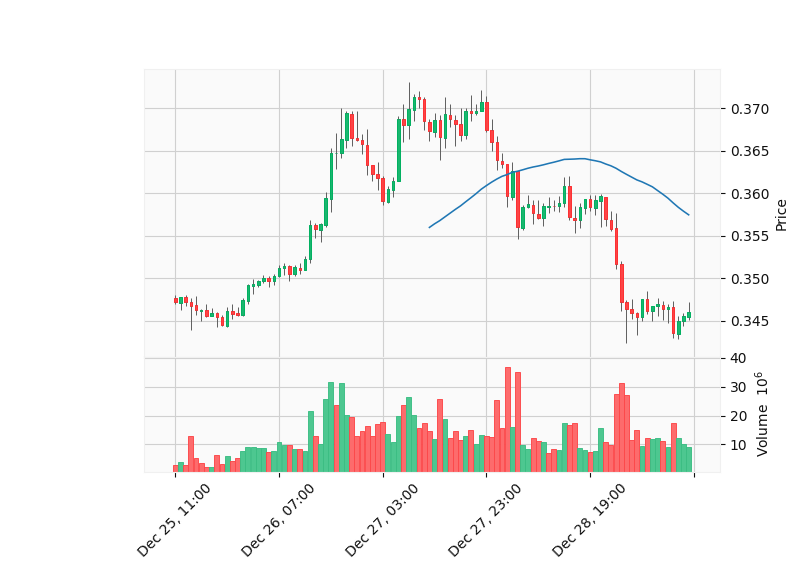 0.370
0.365
0.360
0.355
0.350
0.345
Price
40
30
20
10
Volume 10^6
Dec 25, 11:00
Dec 26, 07:00
Dec 27, 03:00
Dec 27, 23:00
Dec 28, 19:00